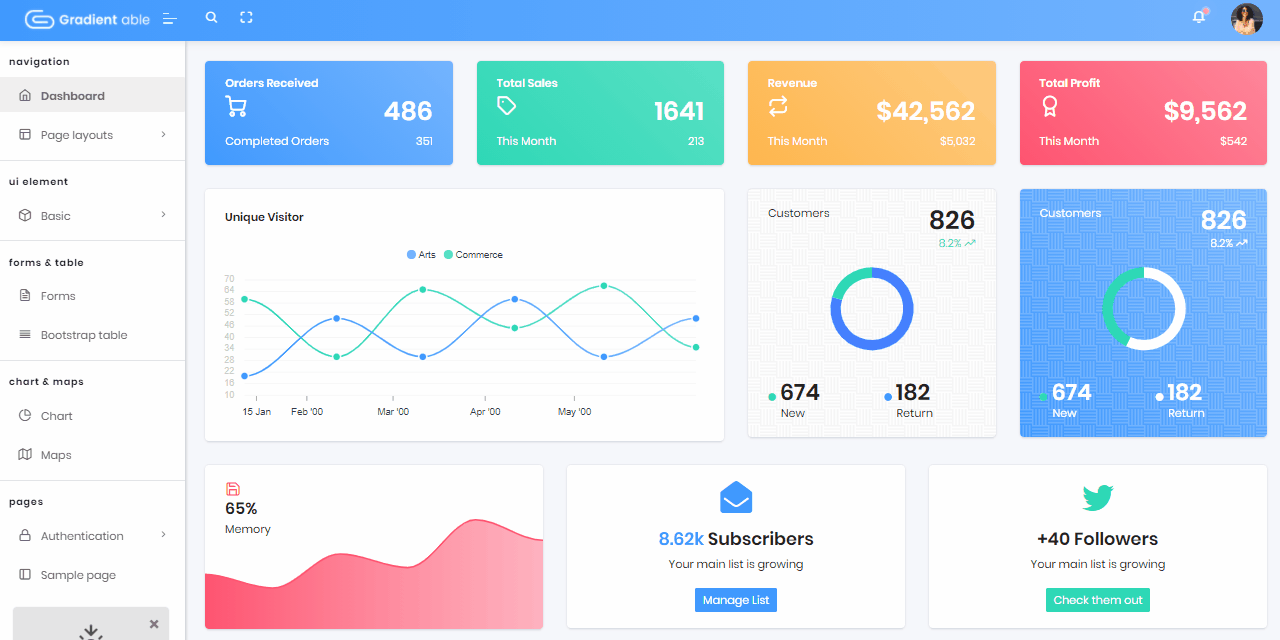 Gradient able
navigation
Dashboard
Page layouts
ui element
Basic
forms & table
Forms
Bootstrap table
chart & maps
Chart
Maps
pages
Authentication
Sample page
Orders Received
486
Completed Orders 351
Total Sales
1641
This Month 213
Revenue
$42,562
This Month $5,032
Total Profit
$9,562
This Month $542
Unique Visitor
Arts Commerce
70
64
58
52
46
40
34
28
22
16
10
15 Jan Feb '00 Mar '00 Apr '00 May '00
Customers 826
8.2%
674 182
New Return
Customers 826
8.2%
674 182
New Return
65%
Memory
8.62k Subscribers
Your main list is growing
Manage List
+40 Followers
Your main list is growing
Check them out